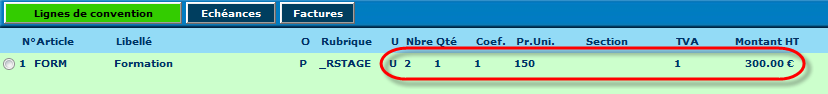 Lignes de convention Echéances Factures
N°Article Libellé O Rubrique U Nbre Qté Coef. Pr.Uni. Section TVA Montant HT
1 FORM Formation P _RSTAGE U 2 1 1 150 1 300.00 €